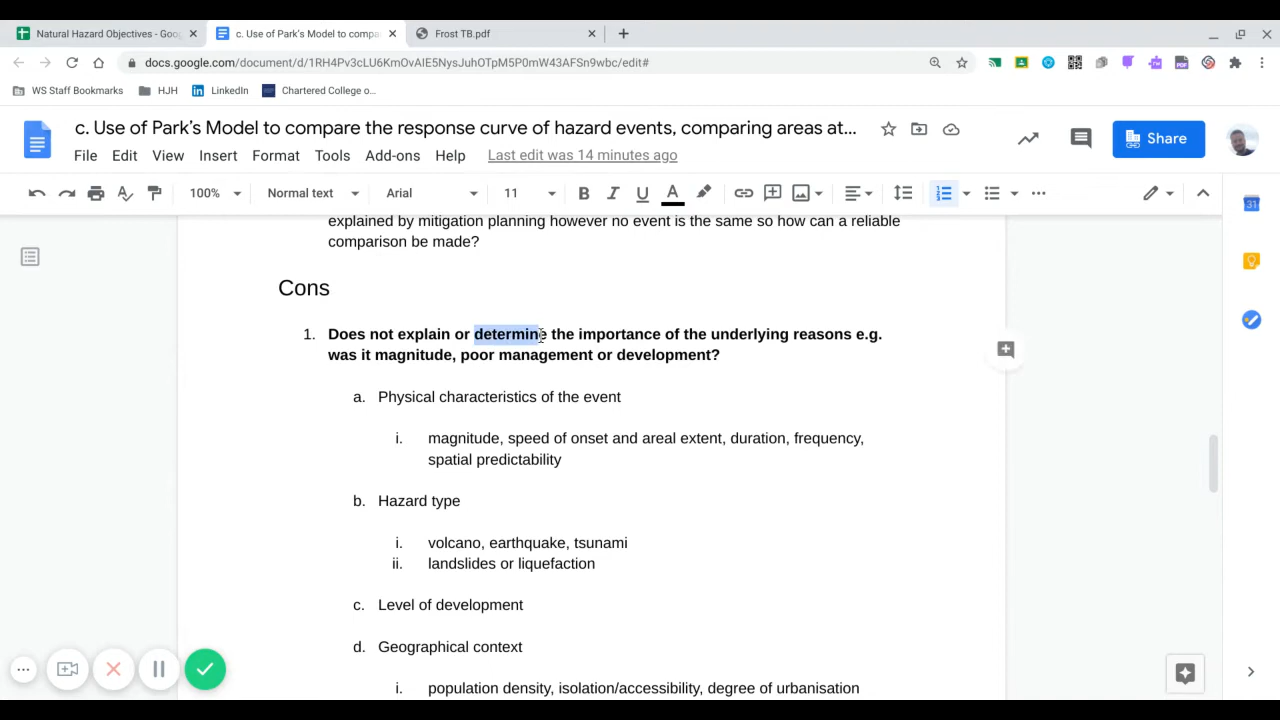 Natural Hazard Objectives - Goog
c. Use of Park's Model to compa
Frost TB.pdf
docs.google.com/document/d/1RH4Pv3cLU6KmOvAIE5NysJuhOTpM5P0mW43AFSn9wbc/edit#
WS Staff Bookmarks
HJH
LinkedIn
Chartered College o...
c. Use of Park's Model to compare the response curve of hazard events, comparing areas at...
Share
File Edit View Insert Format Tools Add-ons Help Last edit was 14 minutes ago
100% Normal text Arial 11 B I U A
explained by mitigation planning however no event is the same so how can a reliable
comparison be made?
Cons
1. Does not explain or determine the importance of the underlying reasons e.g.
was it magnitude, poor management or development?
a. Physical characteristics of the event
i. magnitude, speed of onset and areal extent, duration, frequency,
spatial predictability
b. Hazard type
i. volcano, earthquake, tsunami
ii. landslides or liquefaction
c. Level of development
d. Geographical context
i. population density, isolation/accessibility, degree of urbanisation